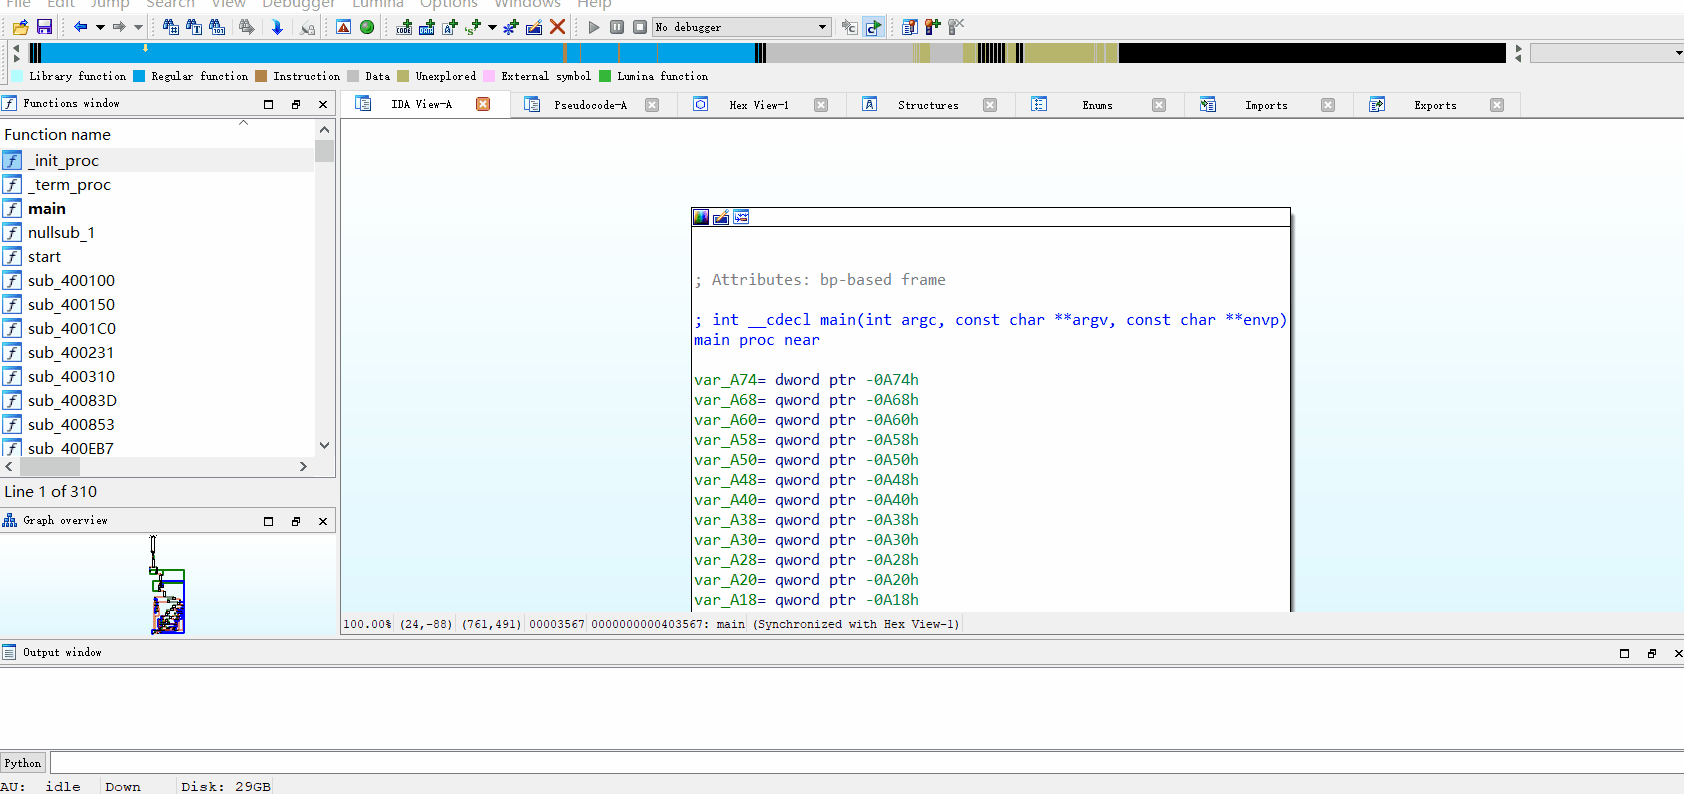 File Edit Jump Search View Debugger Lumina Options Windows Help
No debugger
Library function Regular function Instruction Data Unexplored External symbol Lumina function
Functions window
IDA View-A Pseudocode-A Hex View-1 Structures Enums Imports Exports
Function name
_init_proc
_term_proc
main
nullsub_1
start
sub_400100
sub_400150
sub_4001C0
sub_400231
sub_400310
sub_40083D
sub_400853
sub_400EB7
Line 1 of 310
Graph overview
; Attributes: bp-based frame
; int __cdecl main(int argc, const char **argv, const char **envp)
main proc near
var_A74= dword ptr -0A74h
var_A68= qword ptr -0A68h
var_A60= qword ptr -0A60h
var_A58= qword ptr -0A58h
var_A50= qword ptr -0A50h
var_A48= qword ptr -0A48h
var_A40= qword ptr -0A40h
var_A38= qword ptr -0A38h
var_A30= qword ptr -0A30h
var_A28= qword ptr -0A28h
var_A20= qword ptr -0A20h
var_A18= qword ptr -0A18h
100.00% (24,-88) (761,491) 00003567 0000000000403567: main (Synchronized with Hex View-1)
Output window
Python
AU: idle Down Disk: 29GB